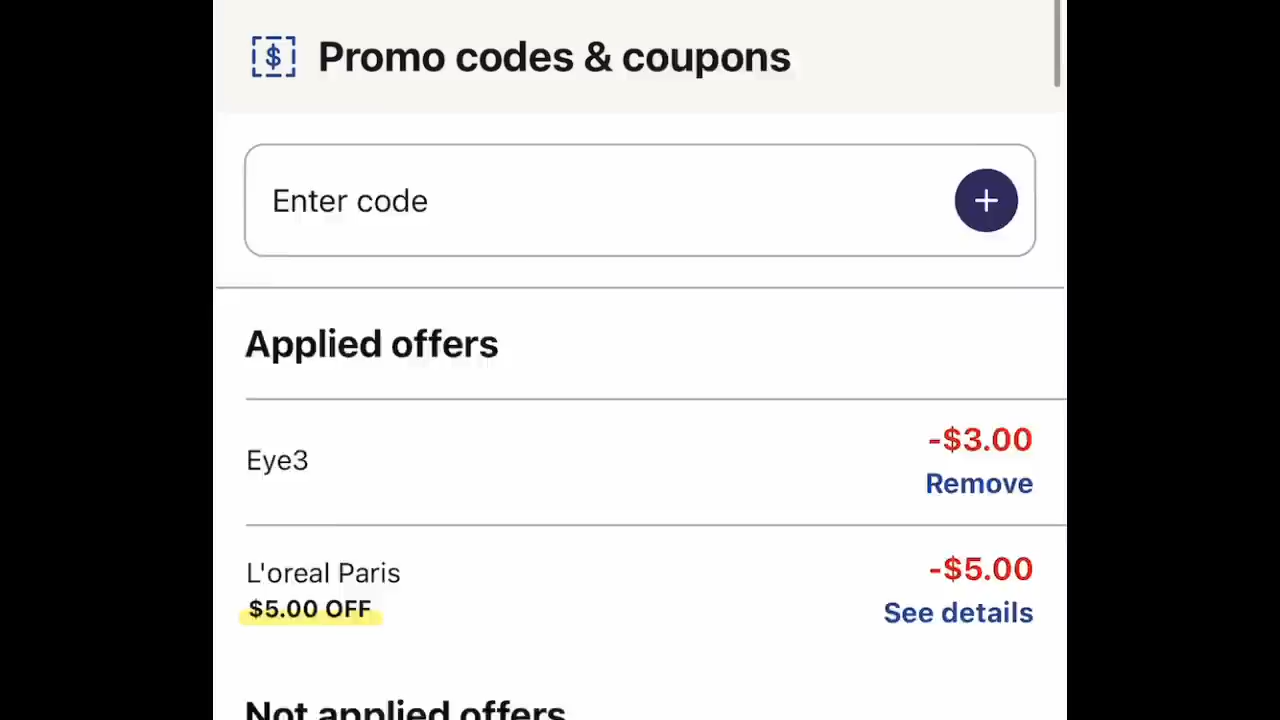 $ Promo codes & coupons
Enter code
+
Applied offers
Eye3
-$3.00
Remove
L'oreal Paris
$5.00 OFF
-$5.00
See details
Not applied offers